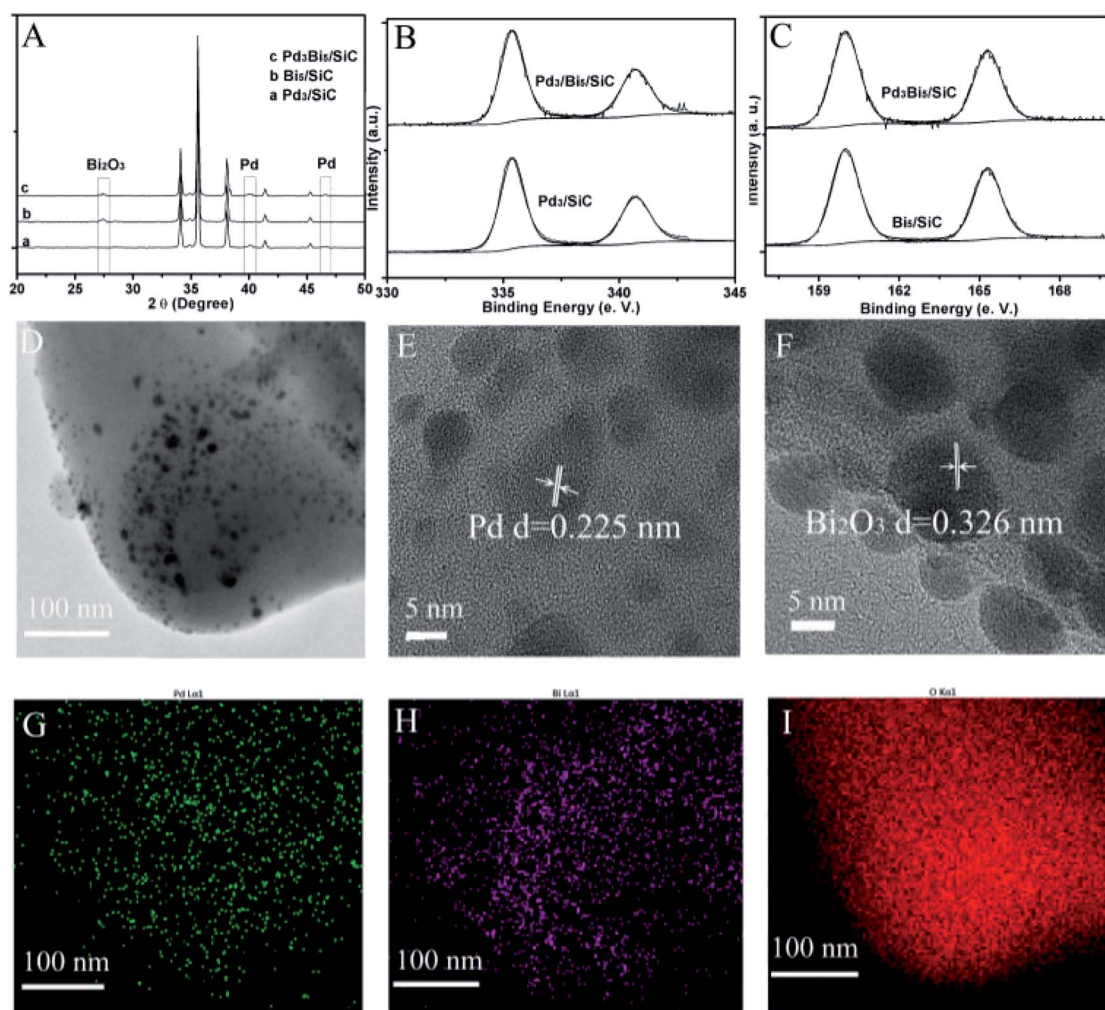 A
c Pd₃Bi₅/SiC
b Bi₅/SiC
a Pd₃/SiC
Bi₂O₃
Pd
Pd
c
b
a
20 25 30 35 40 45 50
2 θ (Degree)
B
Intensity (a.u.)
Pd₃/Bi₅/SiC
Pd₃/SiC
330 335 340 345
Binding Energy (e. V.)
C
Intensity (a. u.)
Pd₃Bi₅/SiC
Bi₅/SiC
159 162 165 168
Binding Energy (e. V.)
D
100 nm
E
Pd d=0.225 nm
5 nm
F
Bi₂O₃ d=0.326 nm
5 nm
Pd Lα1
G
100 nm
Bi Lα1
H
100 nm
O Kα1
I
100 nm